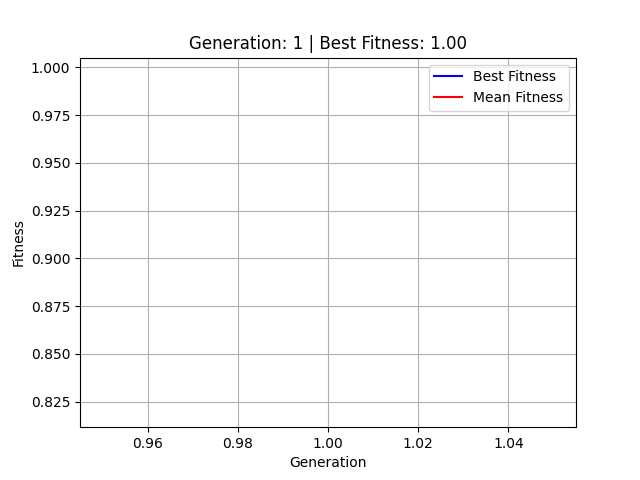 Generation: 1 | Best Fitness: 1.00
1.000
0.975
0.950
0.925
0.900
0.875
0.850
0.825
Fitness
Best Fitness
Mean Fitness
0.96 0.98 1.00 1.02 1.04
Generation